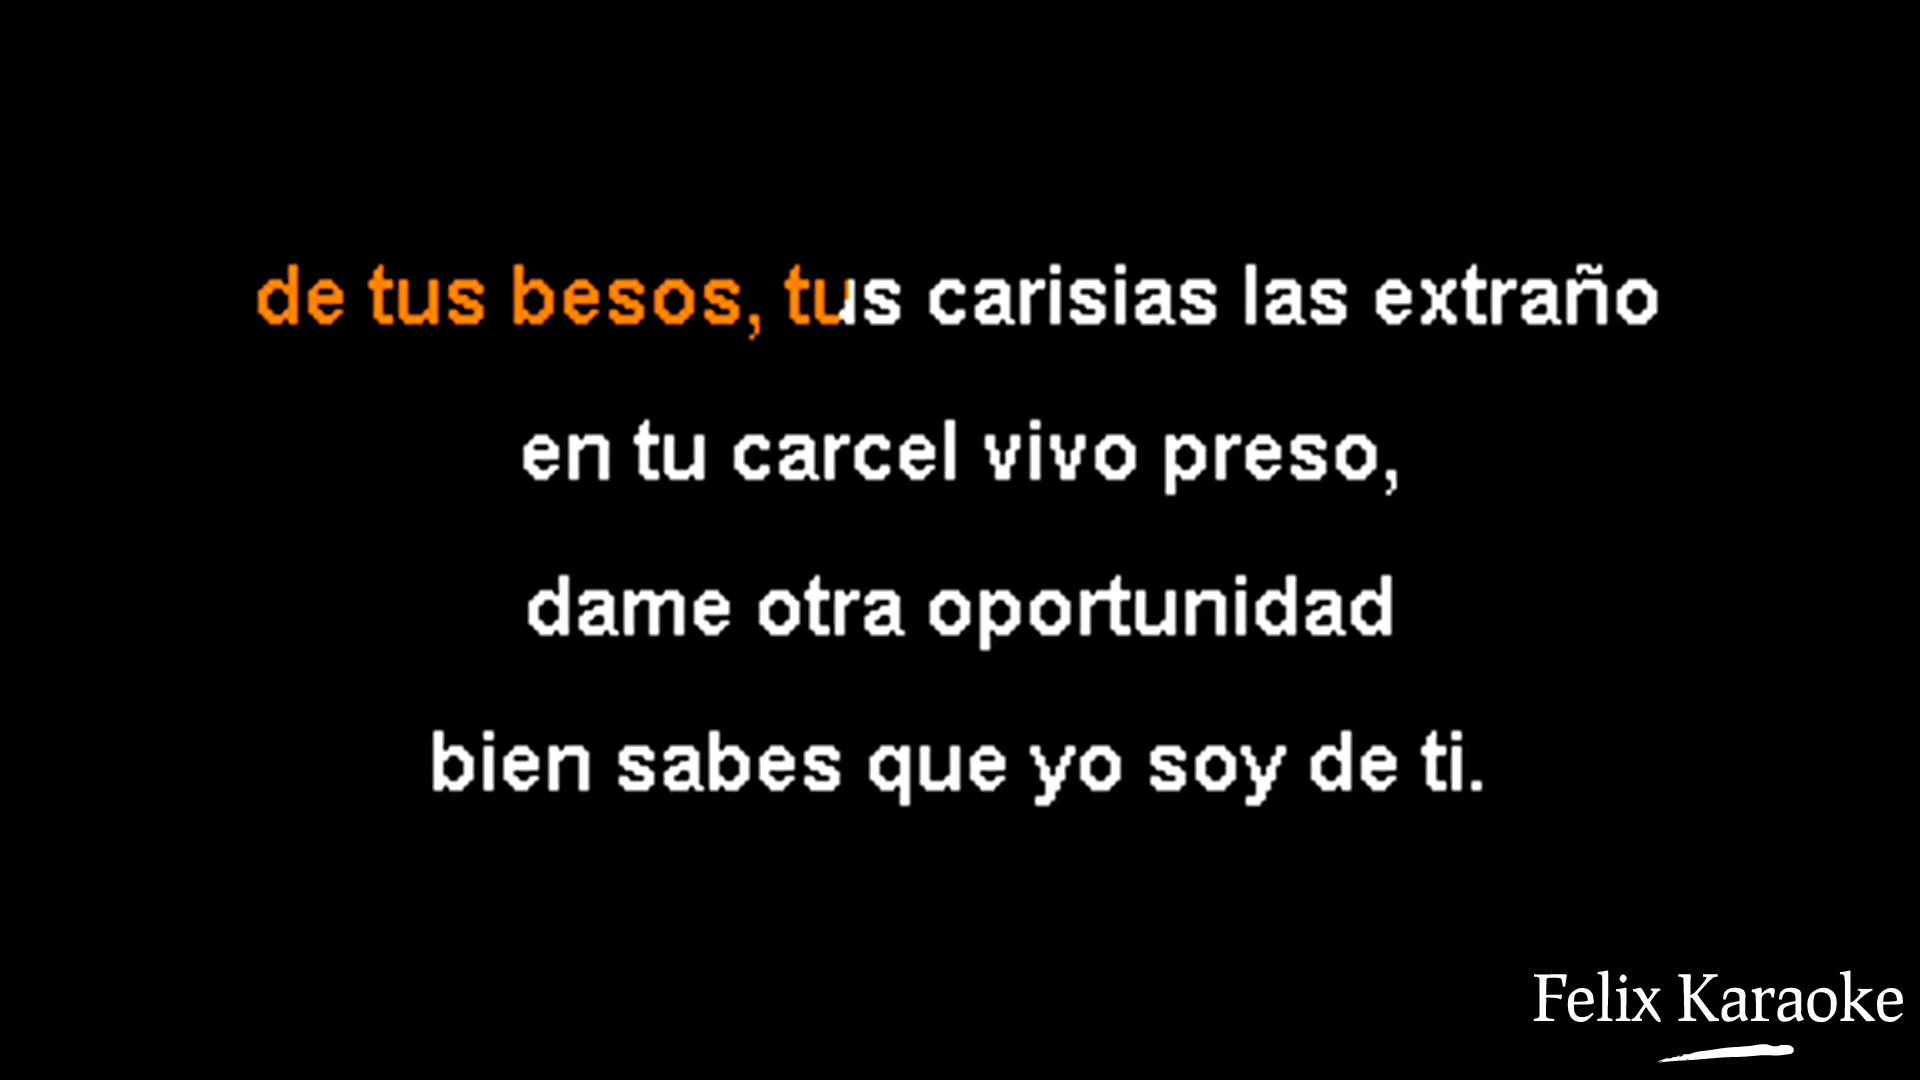 de tus besos, tus carisias las extraño
en tu carcel vivo preso,
dame otra oportunidad
bien sabes que yo soy de ti.
Felix Karaoke